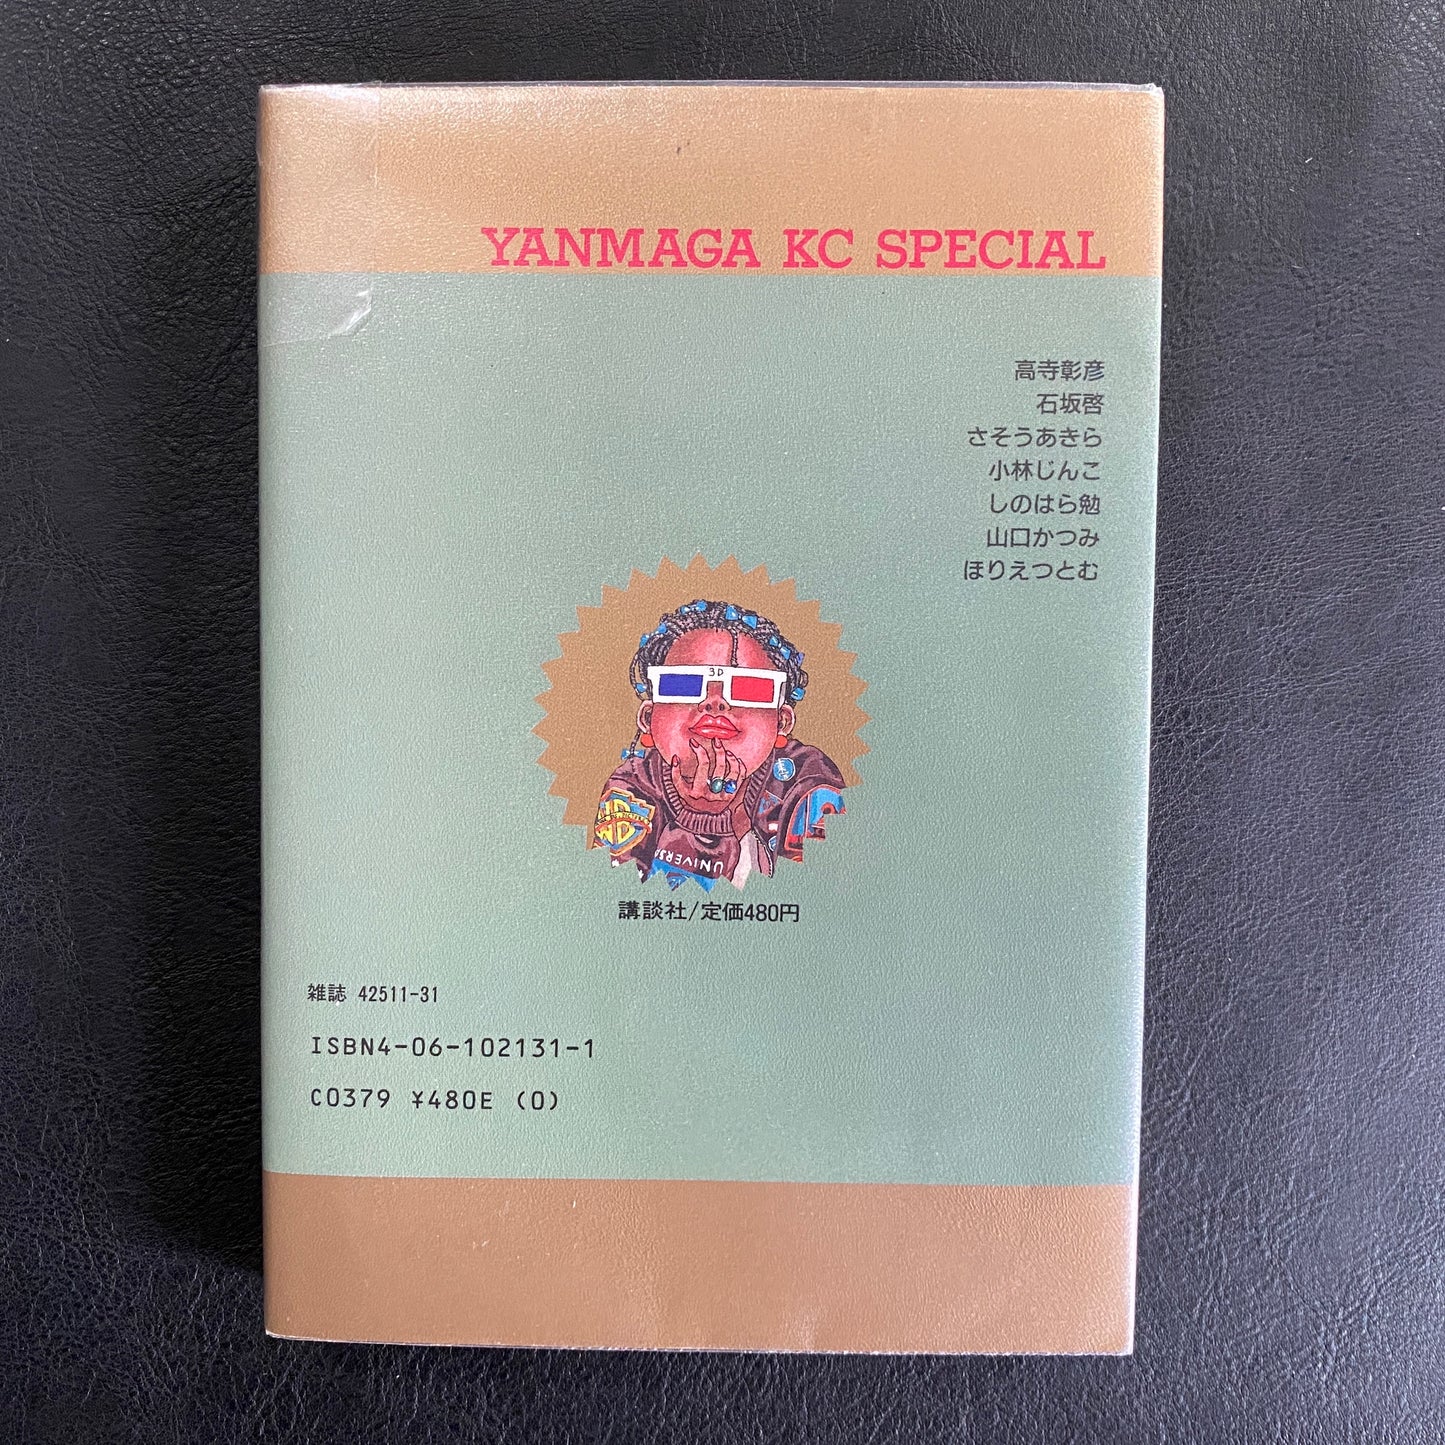 YANMAGA KC SPECIAL
高寺彰彦
石坂啓
さそうあきら
小林じんこ
しのはら勉
山口かつみ
ほりえつとむ
3D
UNIVERS
講談社/定価480円
雑誌 42511-31
ISBN4-06-102131-1
C0379 ¥480E (0)